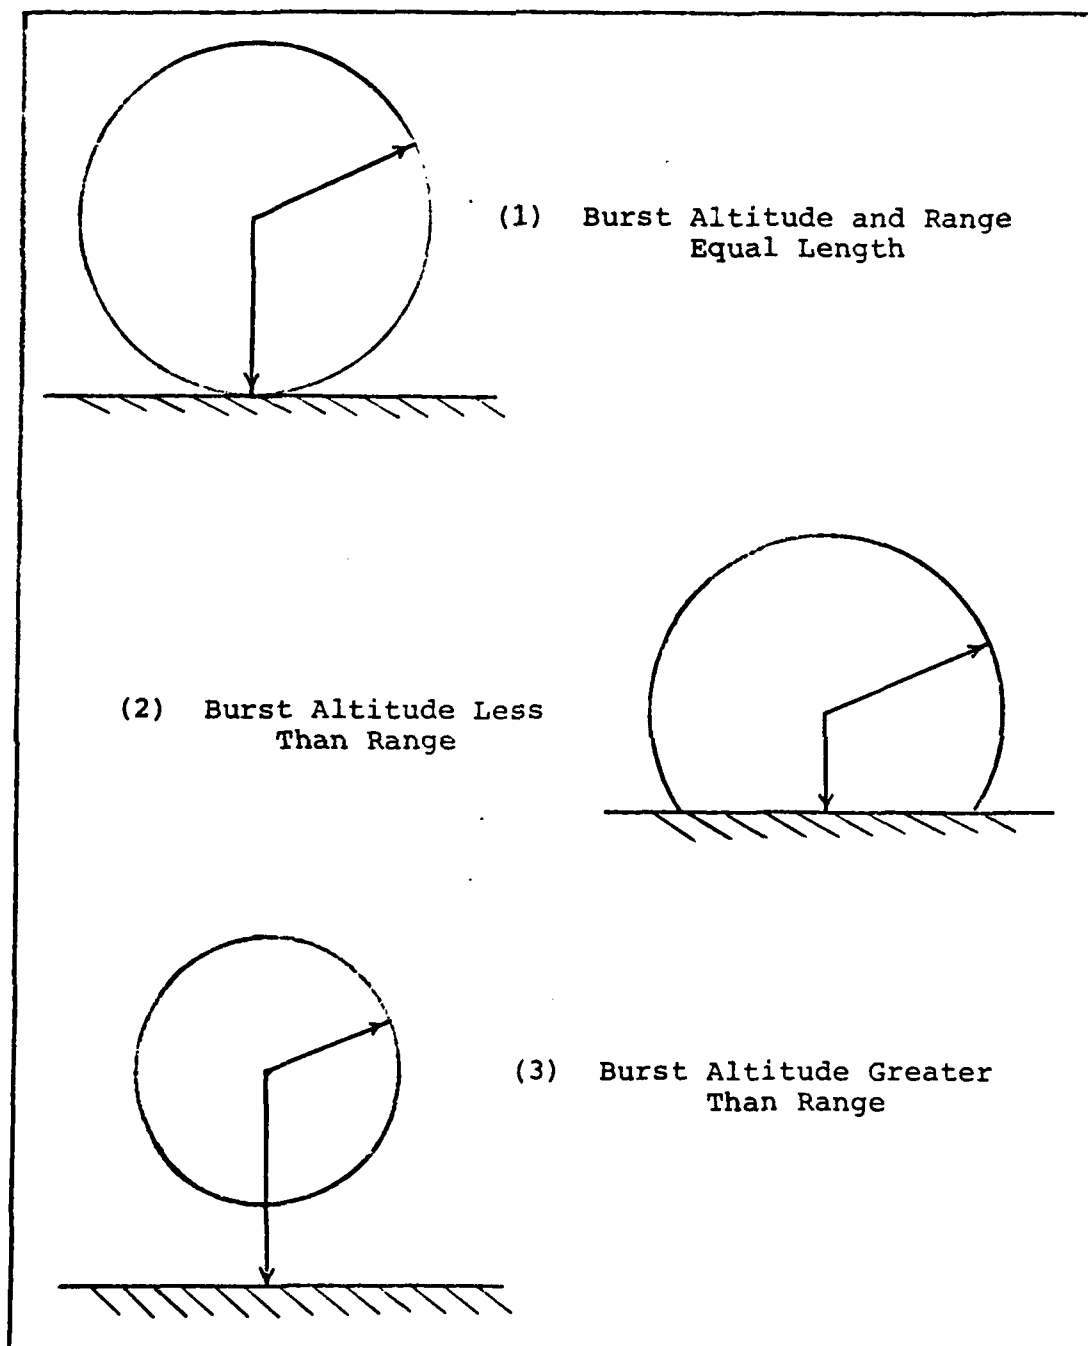 (1) Burst Altitude and Range
Equal Length
(2) Burst Altitude Less
Than Range
(3) Burst Altitude Greater
Than Range